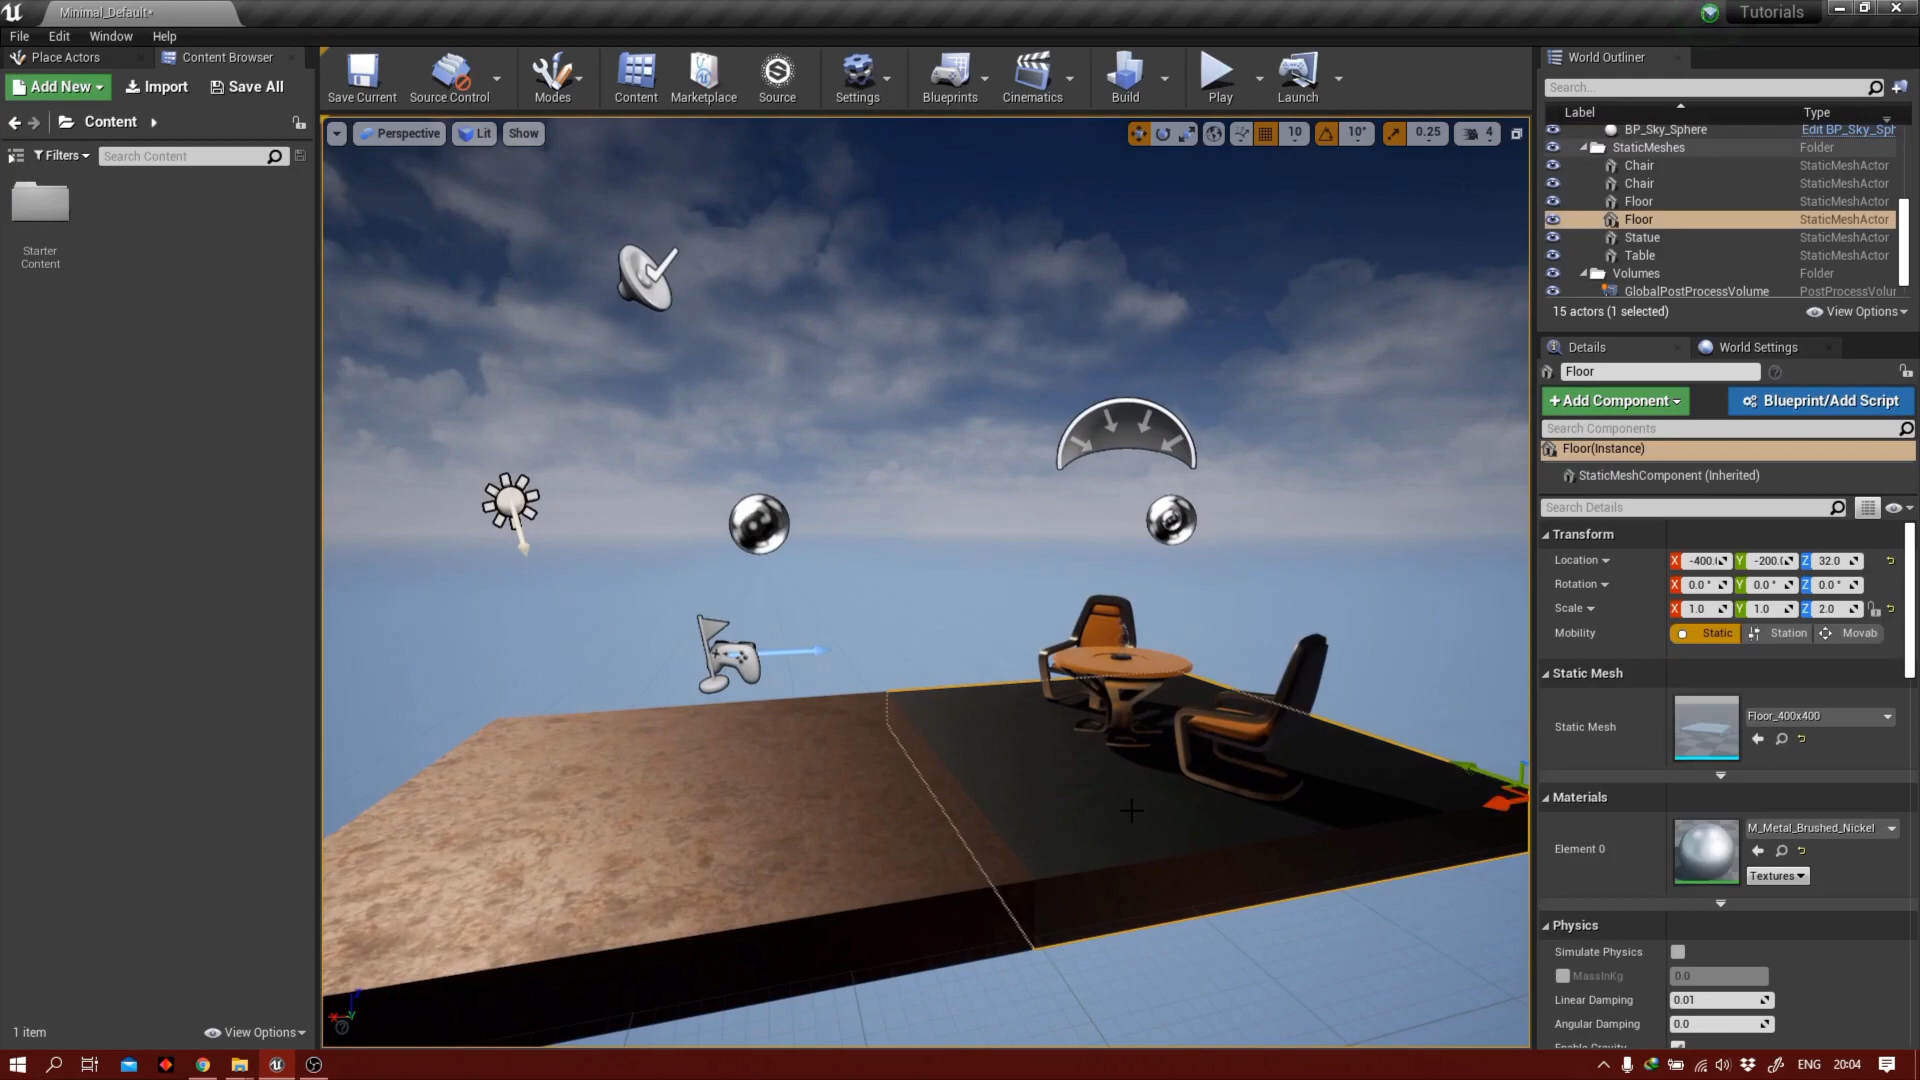 Minimal_Default*
Tutorials
File Edit Window Help
Place Actors
Content Browser
Add New
Import
Save All
Content
Filters
Search Content
Starter
Content
1 item
View Options
Save Current
Source Control
Modes
Content
Marketplace
Source
Settings
Blueprints
Cinematics
Build
Play
Launch
Perspective
Lit
Show
10
10°
0.25
4
World Outliner
Search...
Label Type
BP_Sky_Sphere Edit BP_Sky_Sph
StaticMeshes Folder
Chair StaticMeshActor
Chair StaticMeshActor
Floor StaticMeshActor
Floor StaticMeshActor
Statue StaticMeshActor
Table StaticMeshActor
Volumes Folder
GlobalPostProcessVolume PostProcessVolu
15 actors (1 selected)
View Options
Details
World Settings
Floor
+Add Component
Blueprint/Add Script
Search Components
Floor(Instance)
StaticMeshComponent (Inherited)
Search Details
Transform
Location X -400.( Y -200.( Z 32.0
Rotation X 0.0° Y 0.0° Z 0.0°
Scale X 1.0 Y 1.0 Z 2.0
Mobility Static Station Movab
Static Mesh
Static Mesh
Floor_400x400
Materials
Element 0
M_Metal_Brushed_Nickel
Textures
Physics
Simulate Physics
MassInKg 0.0
Linear Damping 0.01
Angular Damping 0.0
Enable Gravity
ENG 20:04